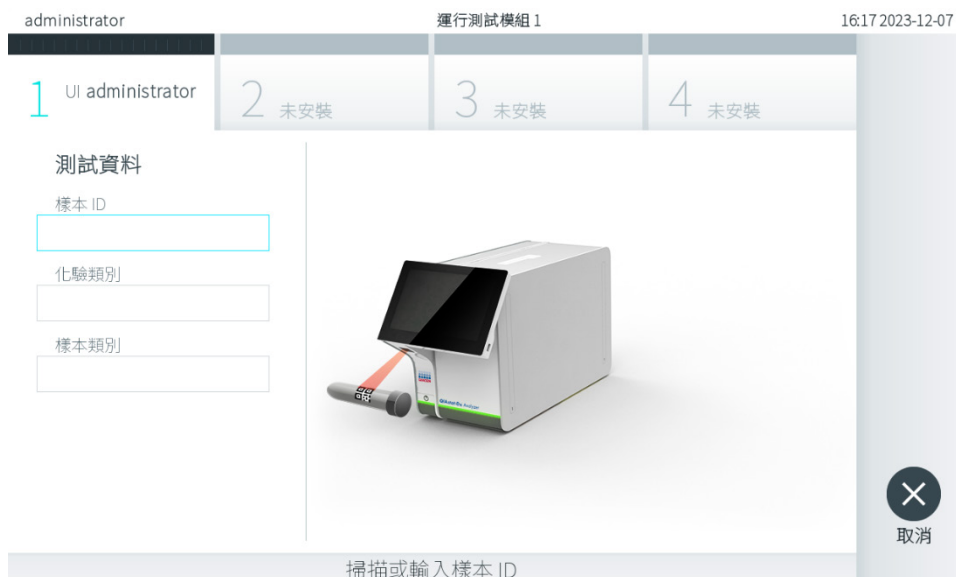 administrator
運行測試模組 1
16:17 2023-12-07
1 UI administrator
2 未安裝
3 未安裝
4 未安裝
測試資料
樣本 ID
化驗類別
樣本類別
取消
掃描或輸入樣本 ID